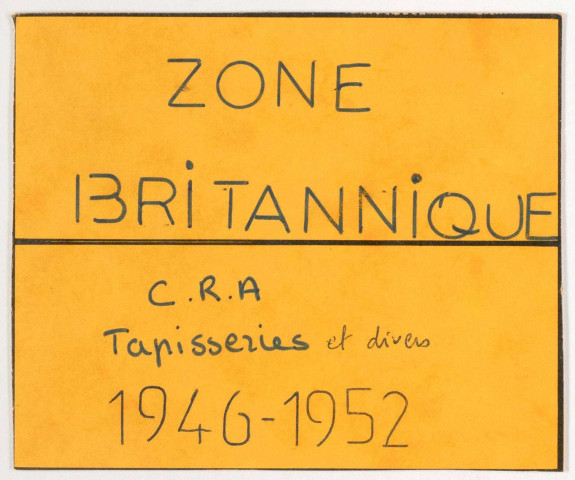 ZONE
BRiTANNiQUE
C.R.A
Tapisseries et divers
1946-1952